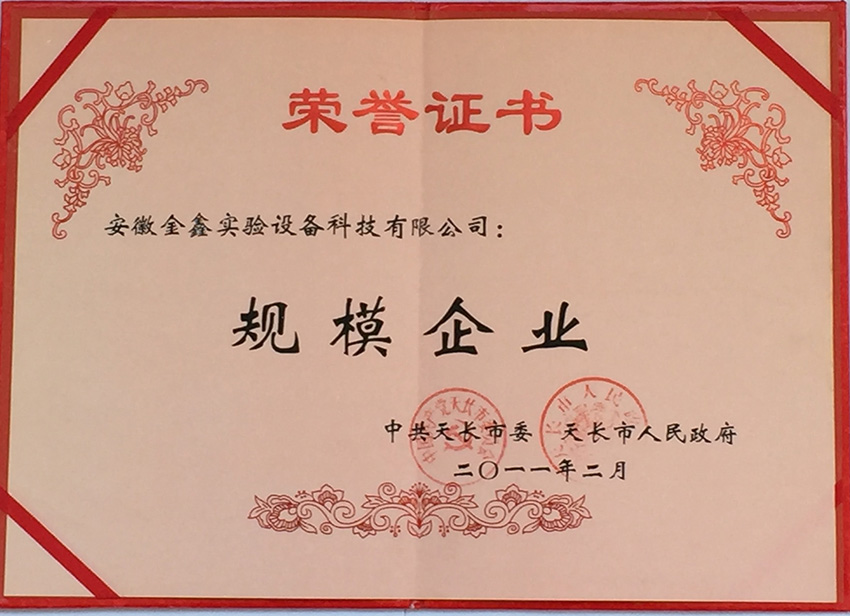 荣誉证书
安徽金鑫实验设备科技有限公司：
规模企业
中共天长市委 天长市人民政府
二〇一一年二月